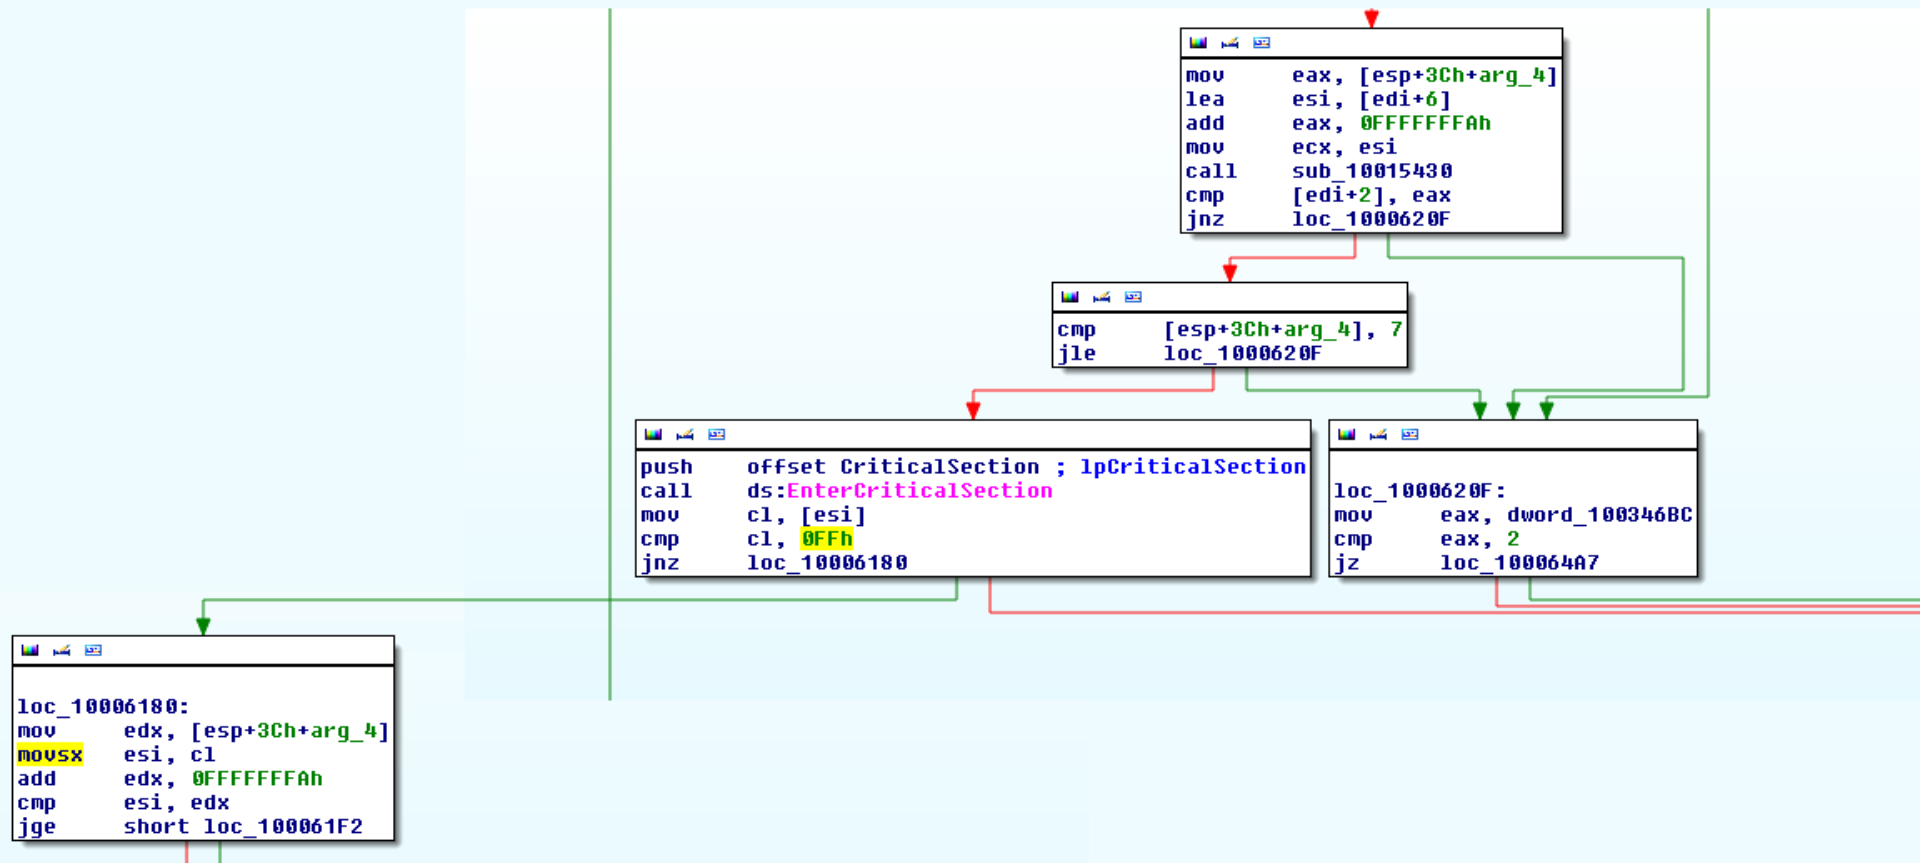 mov eax, [esp+3Ch+arg_4]
lea esi, [edi+6]
add eax, 0FFFFFFFAh
mov ecx, esi
call sub_10015430
cmp [edi+2], eax
jnz loc_1000620F
cmp [esp+3Ch+arg_4], 7
jle loc_1000620F
push offset CriticalSection ; lpCriticalSection
call ds:EnterCriticalSection
mov cl, [esi]
cmp cl, 0FFh
jnz loc_10006180
loc_1000620F:
mov eax, dword_100346BC
cmp eax, 2
jz loc_100064A7
loc_10006180:
mov edx, [esp+3Ch+arg_4]
movsx esi, cl
add edx, 0FFFFFFFAh
cmp esi, edx
jge short loc_100061F2